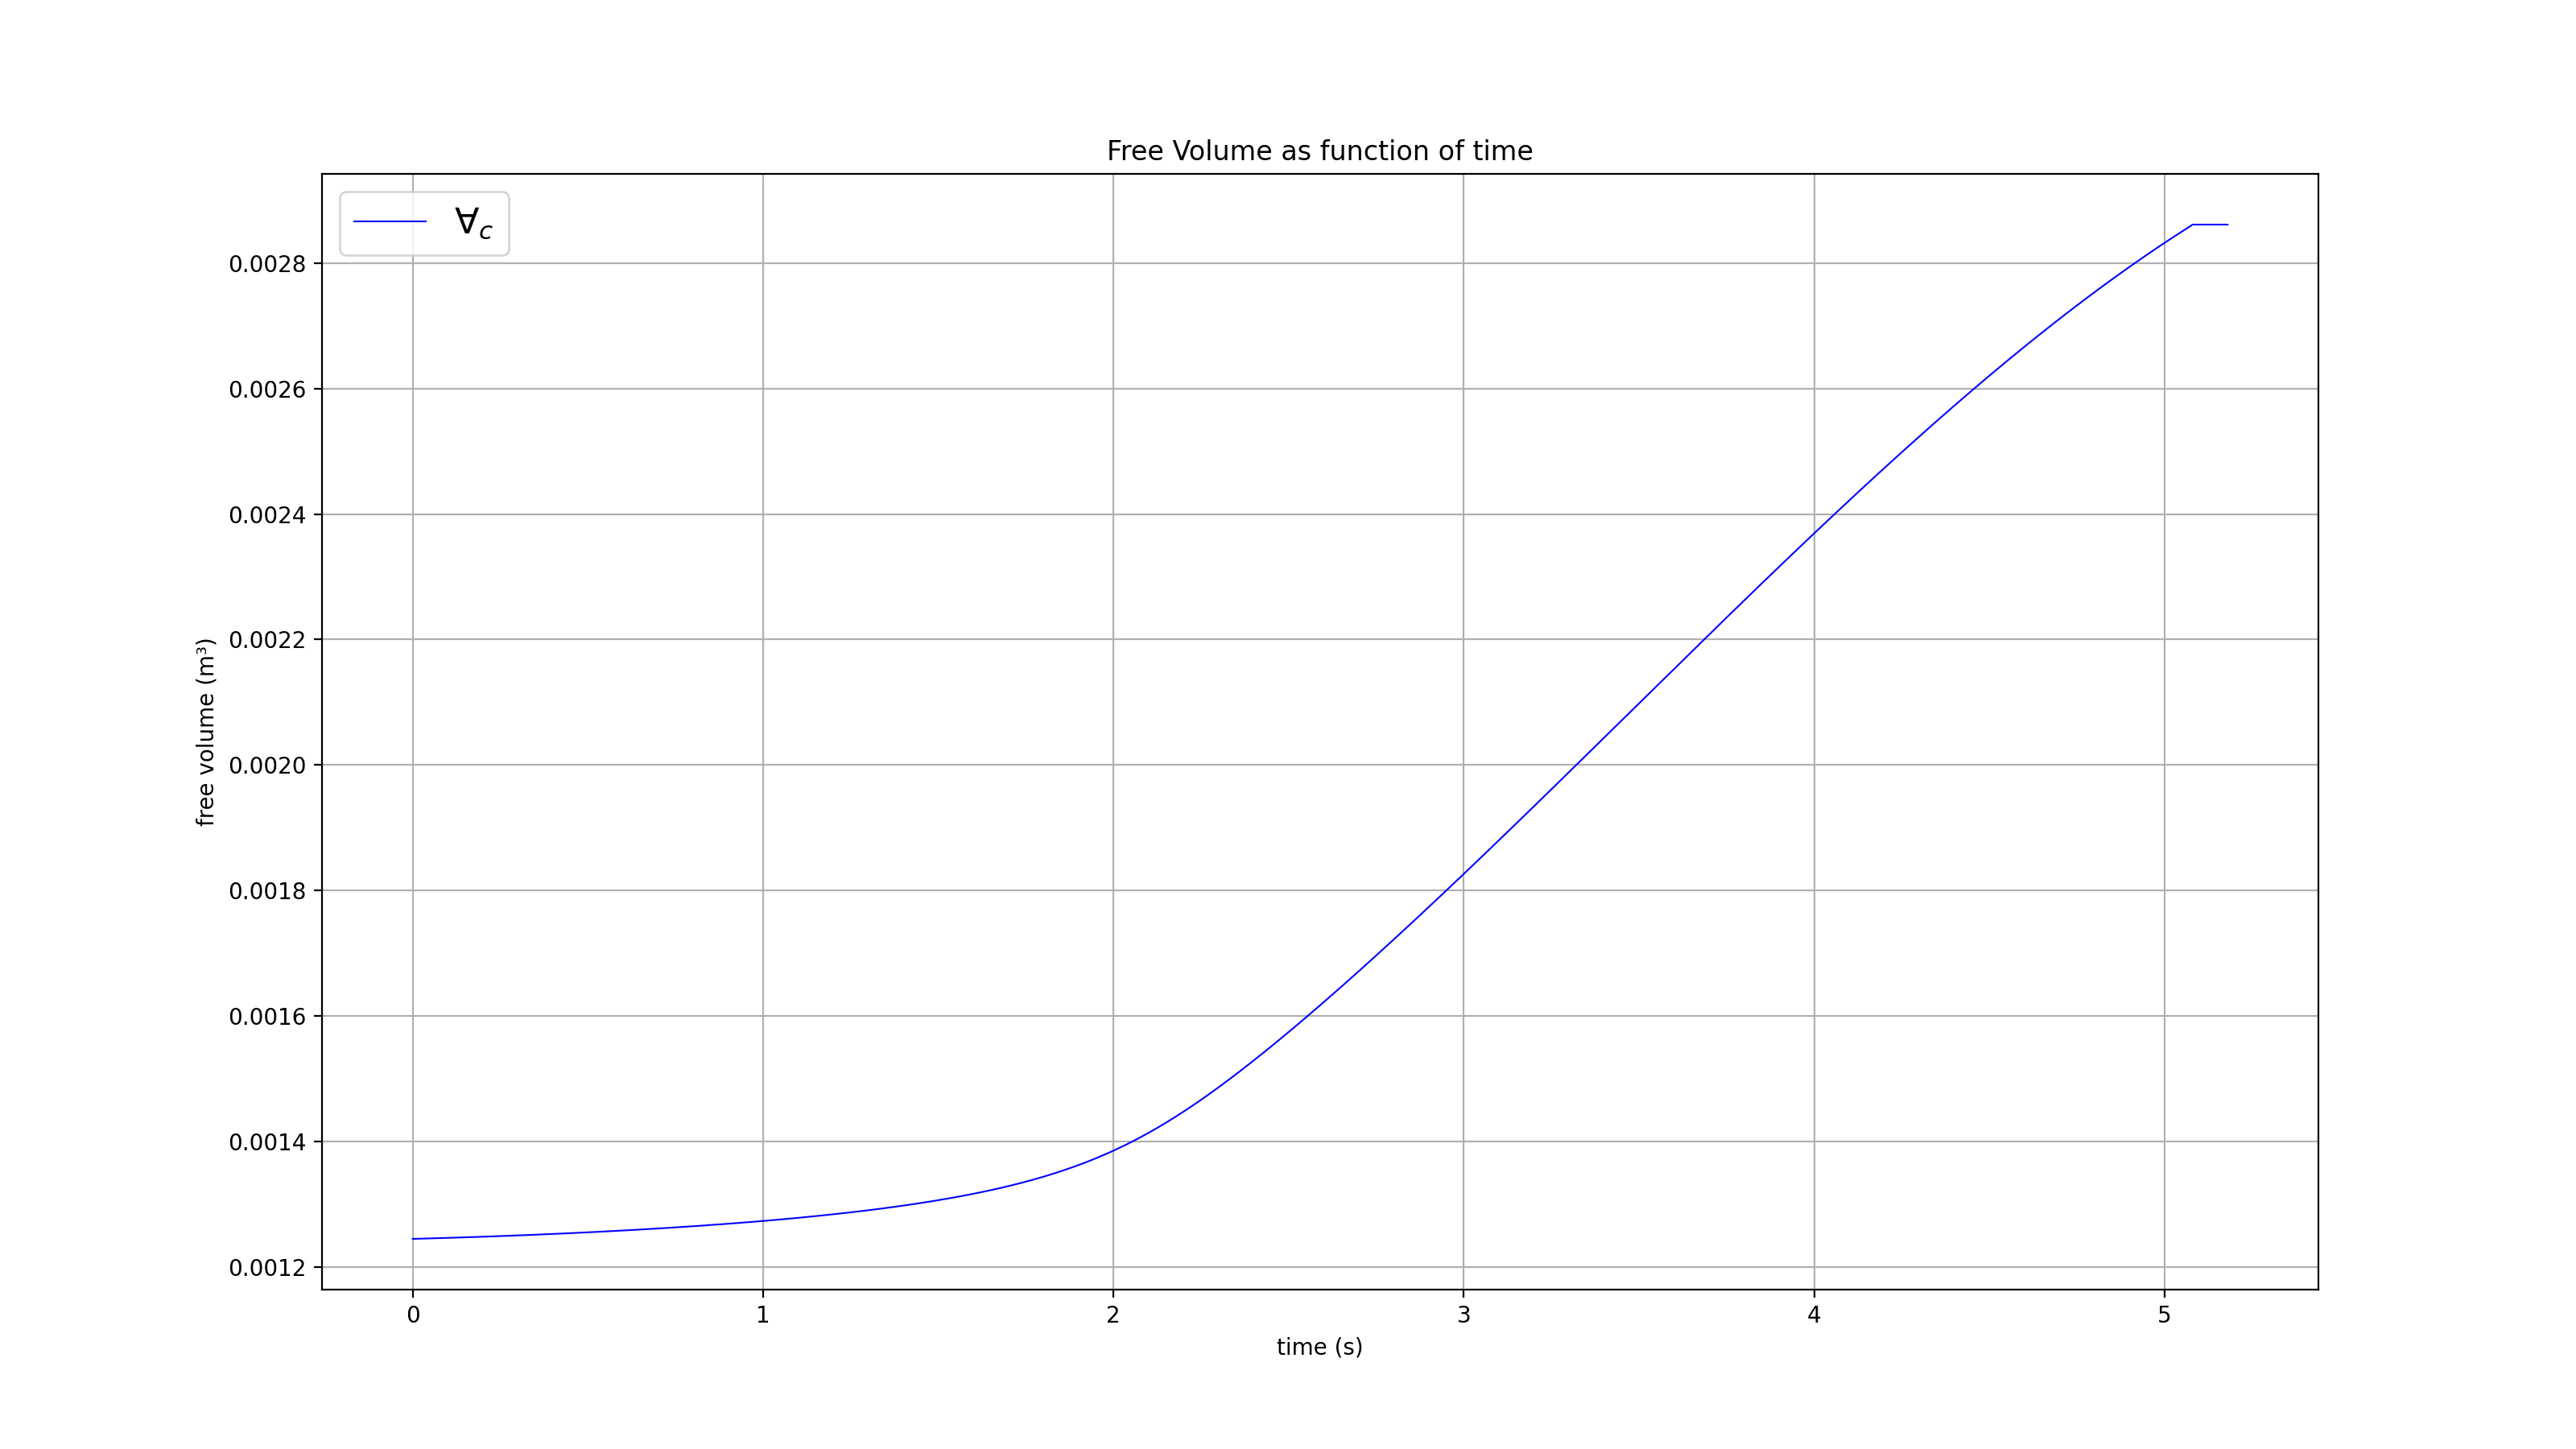 Free Volume as function of time
∀c
0.0028
0.0026
0.0024
0.0022
0.0020
0.0018
0.0016
0.0014
0.0012
free volume (m³)
0 1 2 3 4 5
time (s)